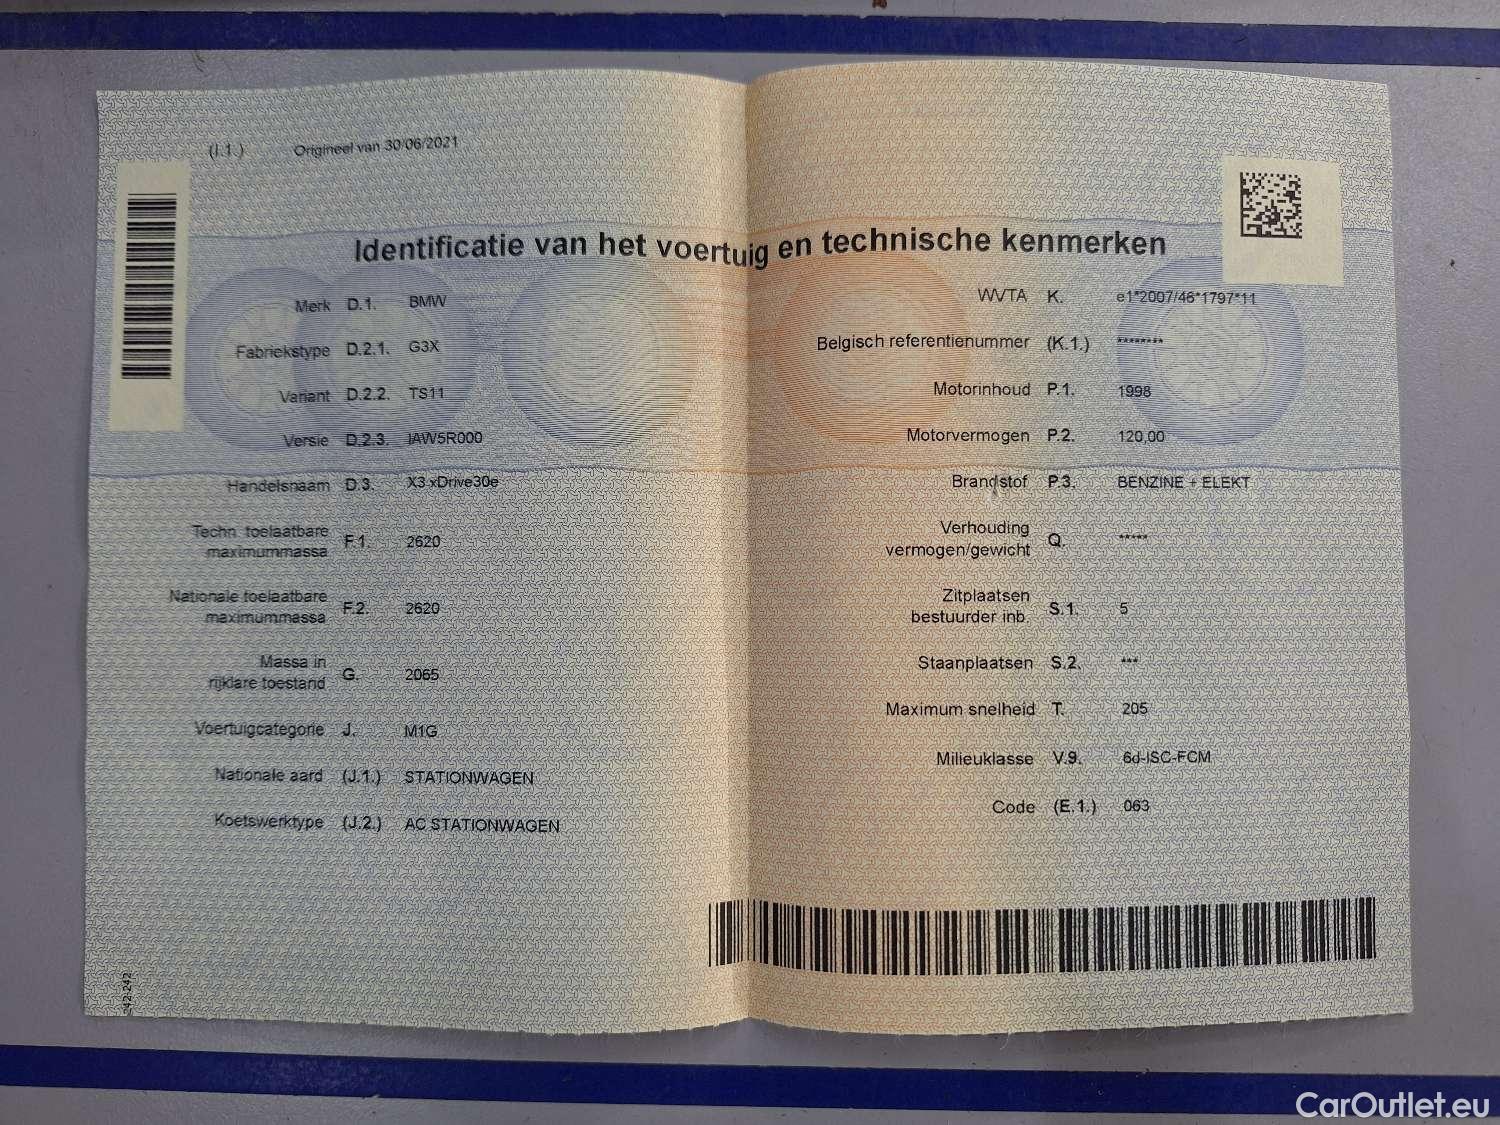 (I.1.) Origineel van 30/06/2021
Identificatie van het voertuig en technische kenmerken
Merk D.1. BMW
Fabriekstype D.2.1. G3X
Variant D.2.2. TS11
Versie D.2.3. IAW5R000
Handelsnaam D.3. X3 xDrive30e
Techn. toelaatbare
maximummassa F.1. 2620
Nationale toelaatbare
maximummassa F.2. 2620
Massa in
rijklare toestand G. 2065
Voertuigcategorie J. M1G
Nationale aard (J.1.) STATIONWAGEN
Koetswerktype (J.2.) AC STATIONWAGEN
242-242
WVTA K. e1*2007/46*1797*11
Belgisch referentienummer (K.1.) ********
Motorinhoud P.1. 1998
Motorvermogen P.2. 120,00
Brandstof P.3. BENZINE + ELEKT
Verhouding
vermogen/gewicht Q. *****
Zitplaatsen
bestuurder inb. S.1. 5
Staanplaatsen S.2. ***
Maximum snelheid T. 205
Milieuklasse V.9. 6d-ISC-FCM
Code (E.1.) 063
CarOutlet.eu